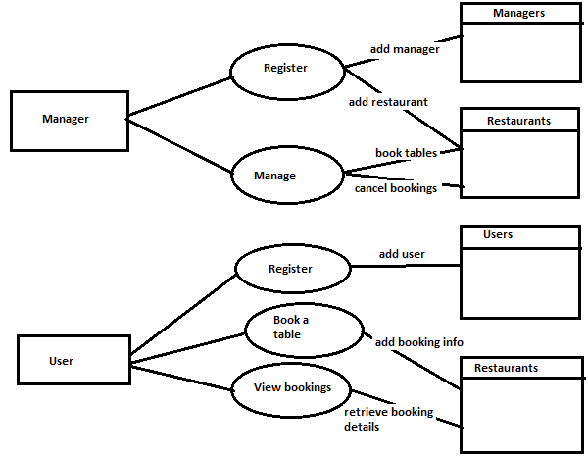 Managers
Register
add manager
Manager
add restaurant
Restaurants
book tables
Manage
cancel bookings
Users
add user
Register
Book a
table
add booking info
User
Restaurants
View bookings
retrieve booking
details